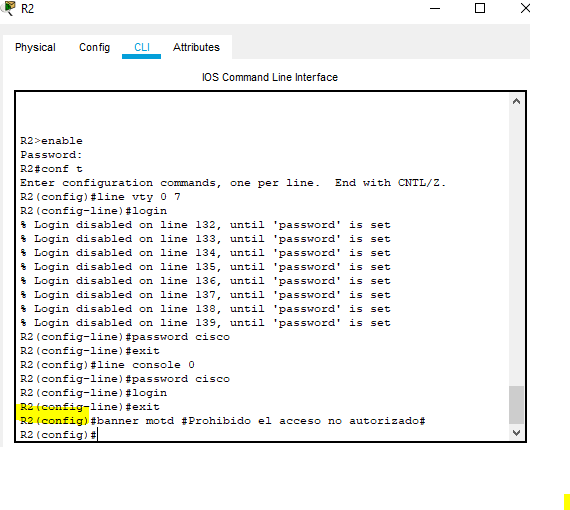 R2
Physical Config CLI Attributes
IOS Command Line Interface
R2>enable
Password:
R2#conf t
Enter configuration commands, one per line.  End with CNTL/Z.
R2(config)#line vty 0 7
R2(config-line)#login
% Login disabled on line 132, until 'password' is set
% Login disabled on line 133, until 'password' is set
% Login disabled on line 134, until 'password' is set
% Login disabled on line 135, until 'password' is set
% Login disabled on line 136, until 'password' is set
% Login disabled on line 137, until 'password' is set
% Login disabled on line 138, until 'password' is set
% Login disabled on line 139, until 'password' is set
R2(config-line)#password cisco
R2(config-line)#exit
R2(config)#line console 0
R2(config-line)#password cisco
R2(config-line)#login
R2(config-line)#exit
R2(config)#banner motd #Prohibido el acceso no autorizado#
R2(config)#